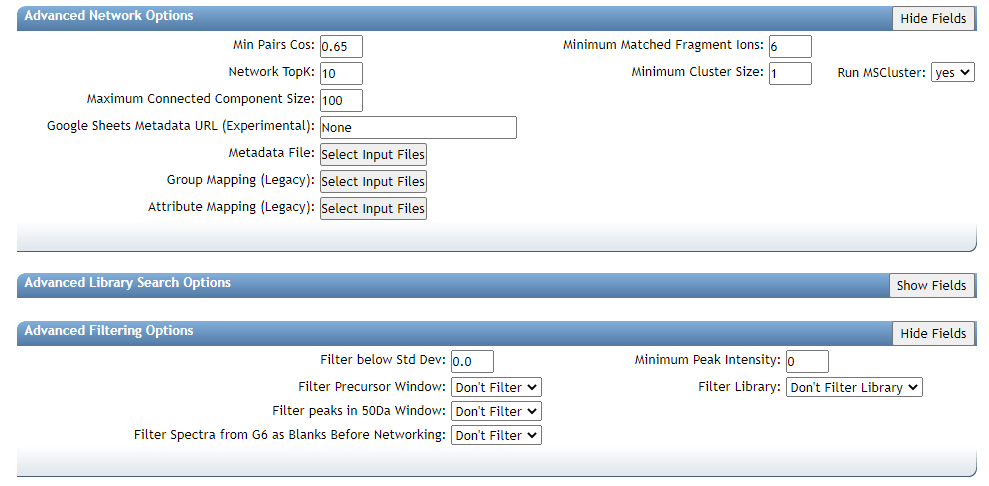 Advanced Network Options Hide Fields
Min Pairs Cos: 0.65 Minimum Matched Fragment Ions: 6
Network TopK: 10 Minimum Cluster Size: 1 Run MSCluster: yes
Maximum Connected Component Size: 100
Google Sheets Metadata URL (Experimental): None
Metadata File: Select Input Files
Group Mapping (Legacy): Select Input Files
Attribute Mapping (Legacy): Select Input Files
Advanced Library Search Options Show Fields
Advanced Filtering Options Hide Fields
Filter below Std Dev: 0.0 Minimum Peak Intensity: 0
Filter Precursor Window: Don't Filter Filter Library: Don't Filter Library
Filter peaks in 50Da Window: Don't Filter
Filter Spectra from G6 as Blanks Before Networking: Don't Filter